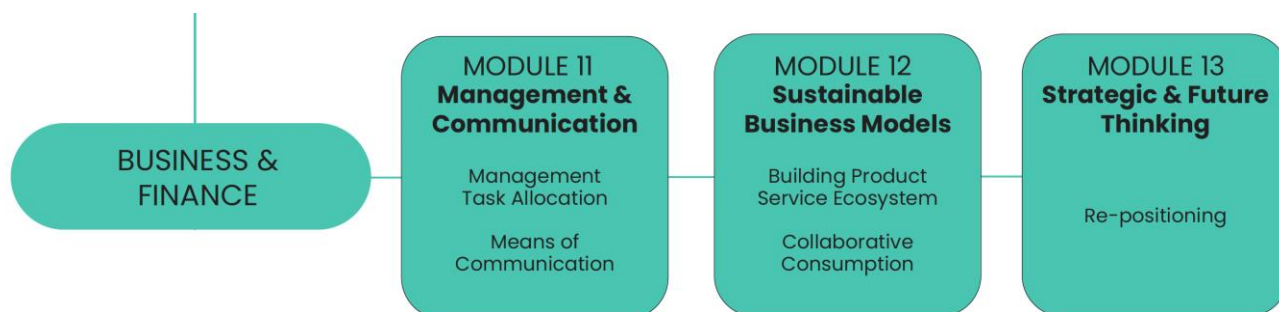 BUSINESS &
FINANCE
MODULE 11
Management &
Communication
Management
Task Allocation
Means of
Communication
MODULE 12
Sustainable
Business Models
Building Product
Service Ecosystem
Collaborative
Consumption
MODULE 13
Strategic & Future
Thinking
Re-positioning